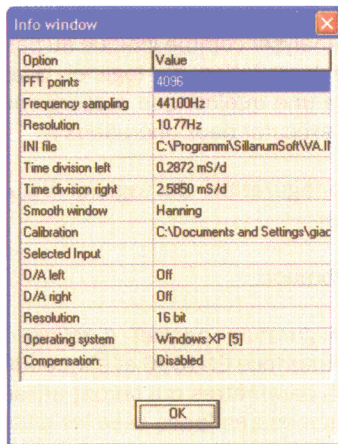 Info window
Option Value
FFT points 4096
Frequency sampling 44100Hz
Resolution 10.77Hz
INI file C:\Programmi\SillanumSoft\VA.II
Time division left 0.2872 mS/d
Time division right 2.5850 mS/d
Smooth window Hanning
Calibration C:\Documents and Settings\giac
Selected Input
D/A left Off
D/A right Off
Resolution 16 bit
Operating system Windows XP [5]
Compensation Disabled
OK